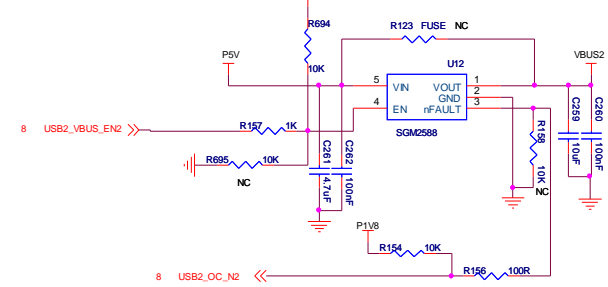 R694
10K
R123 FUSE NC
P5V
U12
VBUS2
5 VIN VOUT 1
GND 2
4 EN nFAULT 3
SGM2588
8 USB2_VBUS_EN2
R157 1K
R695 10K
NC
C261
4.7uF
C262
100nF
R158
10K
NC
C259
10uF
C260
100nF
P1V8
R154 10K
8 USB2_OC_N2
R156 100R